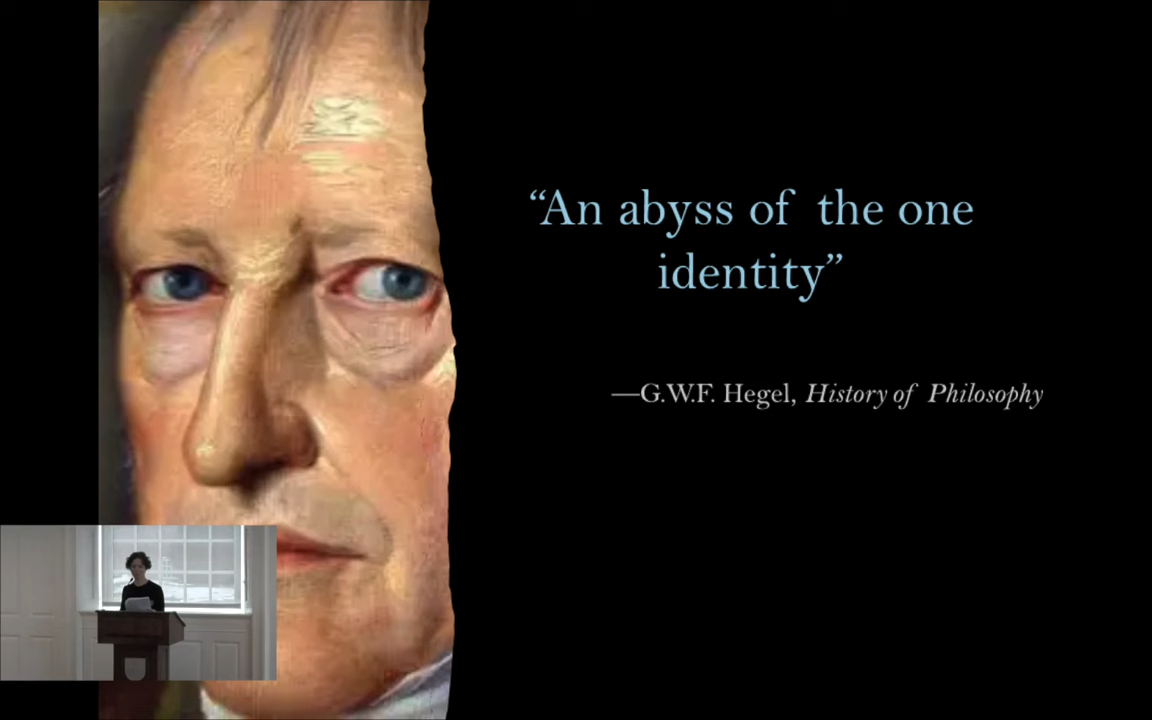 “An abyss of the one
identity”
—G.W.F. Hegel, History of Philosophy